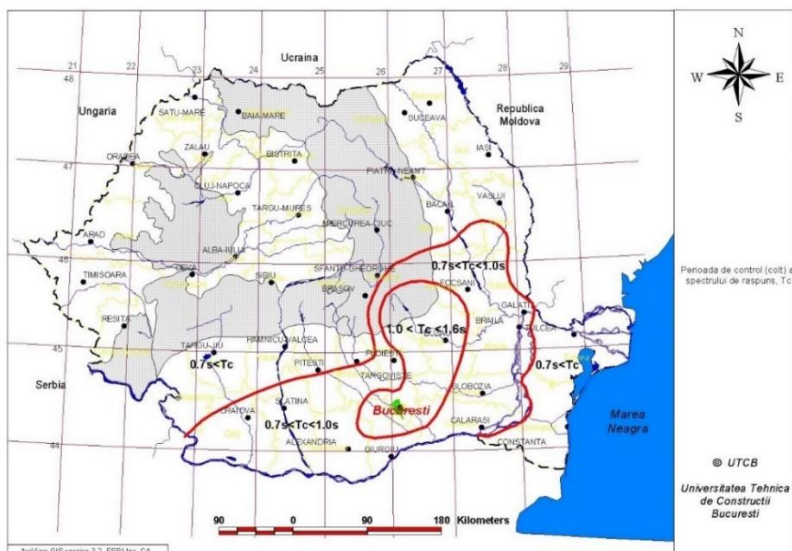 Ucraina
21 22 23 24 25 26 27 28 29
48
Ungaria
Republica
Moldova
SATU-MARE
BAIA-MARE
SUCEAVA
ZALAU
BISTRITA
IASI
47
ORADEA
PIATRA-NEAMT
CLUJ-NAPOCA
TARGU-MURES
BACAU
VASLUI
MIERCUREA-CIUC
ARAD
ALBA-IULIA
46
DEVA
TIMISOARA
SIBIU
SFANTU-GHEORGHE
0.7s<Tc<1.0s
BRASOV
FOCSANI
RESITA
GALATI
1.0 < Tc <1.6s
BRAILA
TULCEA
TARGU-JIU
RAMNICU-VALCEA
45
0.7s<Tc
PITESTI
PLOIESTI
TARGOVISTE
0.7s<Tc
Serbia
SLOBOZIA
SLATINA
Bucuresti
CRAIOVA
0.7s<Tc<1.0s
CALARASI
Marea
Neagra
ALEXANDRIA
CONSTANTA
44
GIURGIU
90 0 90 180 Kilometers
N
W E
S
Perioada de control (colt) a
spectrului de raspuns, Tc
© UTCB
Universitatea Tehnica
de Constructii
Bucuresti